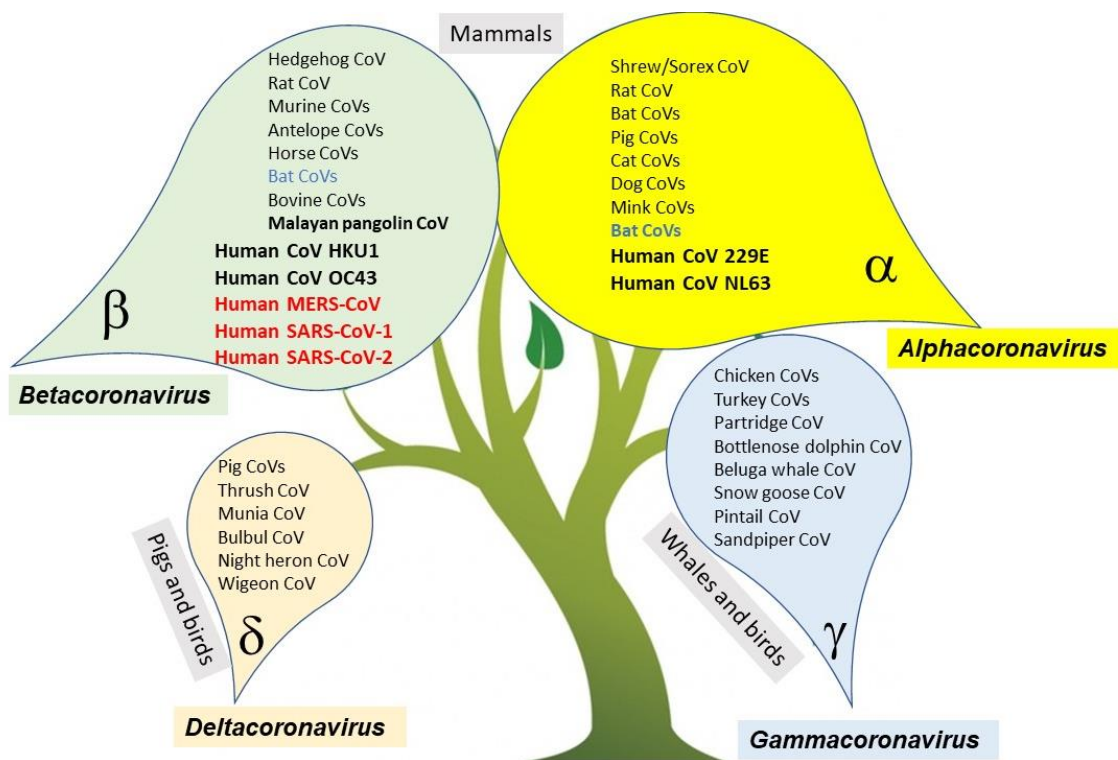 Mammals
Hedgehog CoV
Rat CoV
Murine CoVs
Antelope CoVs
Horse CoVs
Bat CoVs
Bovine CoVs
Malayan pangolin CoV
Human CoV HKU1
Human CoV OC43
Human MERS-CoV
Human SARS-CoV-1
Human SARS-CoV-2
β
Betacoronavirus
Shrew/Sorex CoV
Rat CoV
Bat CoVs
Pig CoVs
Cat CoVs
Dog CoVs
Mink CoVs
Bat CoVs
Human CoV 229E
Human CoV NL63
α
Alphacoronavirus
Pig CoVs
Thrush CoV
Munia CoV
Bulbul CoV
Night heron CoV
Wigeon CoV
Pigs and birds
δ
Deltacoronavirus
Chicken CoVs
Turkey CoVs
Partridge CoV
Bottlenose dolphin CoV
Beluga whale CoV
Snow goose CoV
Pintail CoV
Sandpiper CoV
Whales and birds
γ
Gammacoronavirus